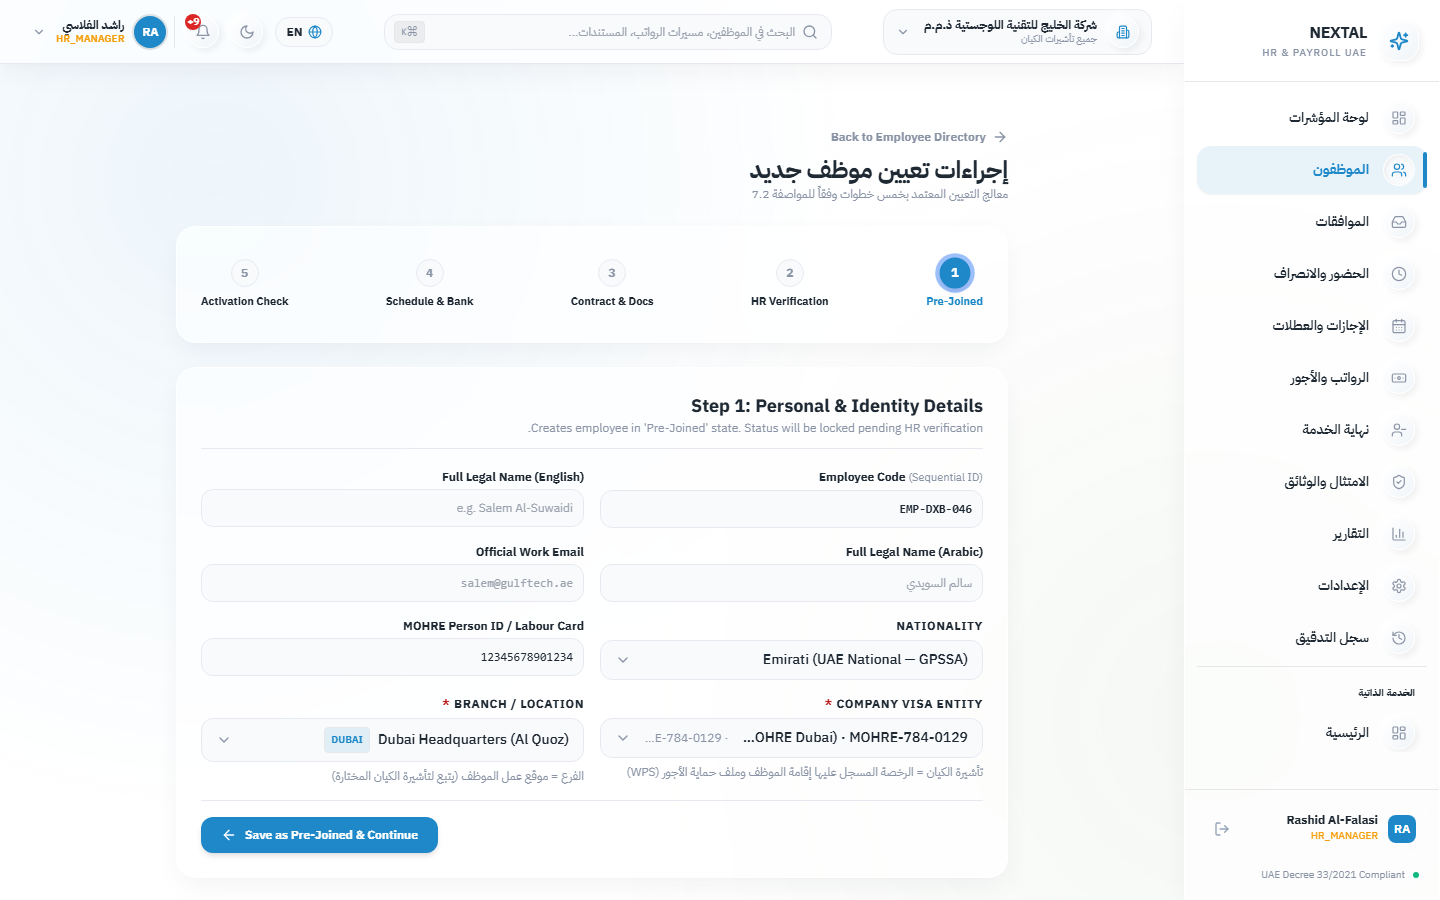 NEXTAL
HR & PAYROLL UAE
لوحة المؤشرات
الموظفون
الموافقات
الحضور والانصراف
الإجازات والعطلات
الرواتب والأجور
نهاية الخدمة
الامتثال والوثائق
التقارير
الإعدادات
سجل التدقيق
الخدمة الذاتية
الرئيسية
Rashid Al-Falasi
HR_MANAGER
RA
UAE Decree 33/2021 Compliant
شركة الخليج للتقنية اللوجستية ذ.م.م
جميع تأشيرات الكيان
البحث في الموظفين، مسيرات الرواتب، المستندات...
⌘K
EN
+9
RA
راشد الفلاسي
HR_MANAGER
Back to Employee Directory
إجراءات تعيين موظف جديد
معالج التعيين المعتمد بخمس خطوات وفقاً للمواصفة 7.2
1
Pre-Joined
2
HR Verification
3
Contract & Docs
4
Schedule & Bank
5
Activation Check
Step 1: Personal & Identity Details
.Creates employee in 'Pre-Joined' state. Status will be locked pending HR verification
Employee Code (Sequential ID)
EMP-DXB-046
Full Legal Name (English)
e.g. Salem Al-Suwaidi
Full Legal Name (Arabic)
سالم السويدي
Official Work Email
salem@gulftech.ae
NATIONALITY
Emirati (UAE National — GPSSA)
MOHRE Person ID / Labour Card
12345678901234
* COMPANY VISA ENTITY
...OHRE Dubai) · MOHRE-784-0129
...E-784-0129 ·
تأشيرة الكيان = الرخصة المسجل عليها إقامة الموظف وملف حماية الأجور (WPS)
* BRANCH / LOCATION
Dubai Headquarters (Al Quoz)
DUBAI
الفرع = موقع عمل الموظف (يتبع لتأشيرة الكيان المختارة)
Save as Pre-Joined & Continue